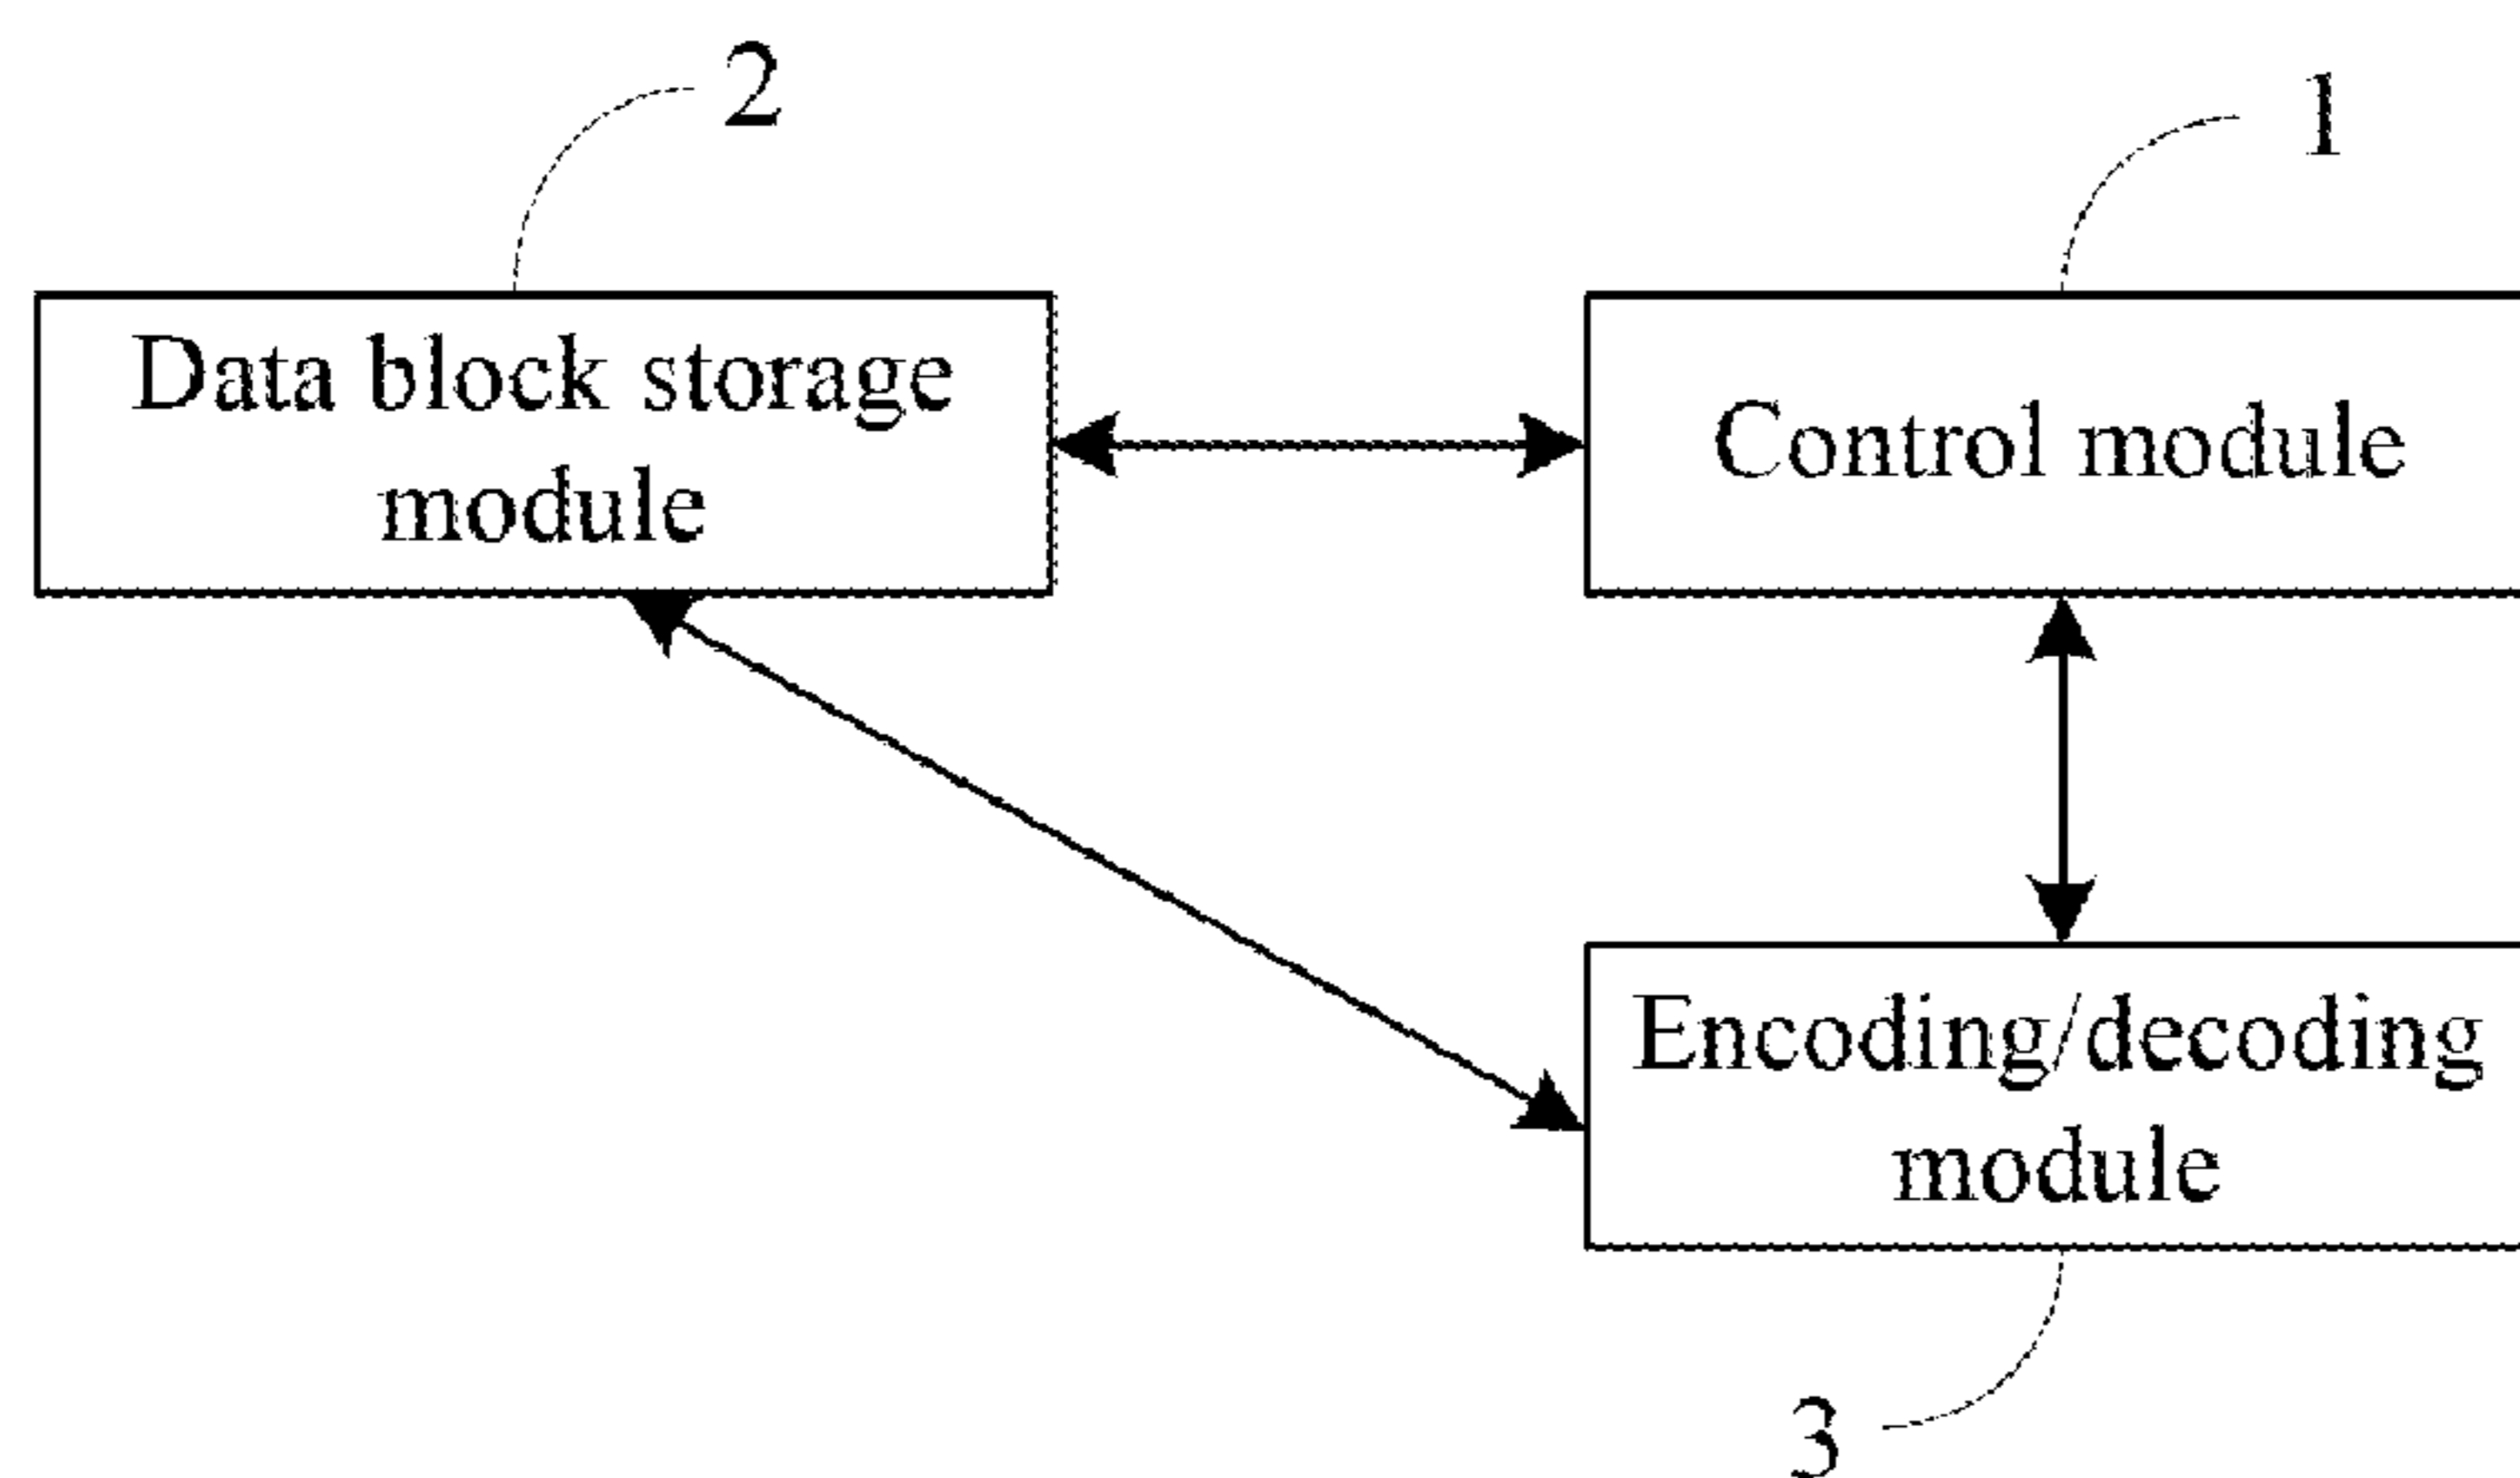 2
1
Data block storage
module
Control module
Encoding/decoding
module
3